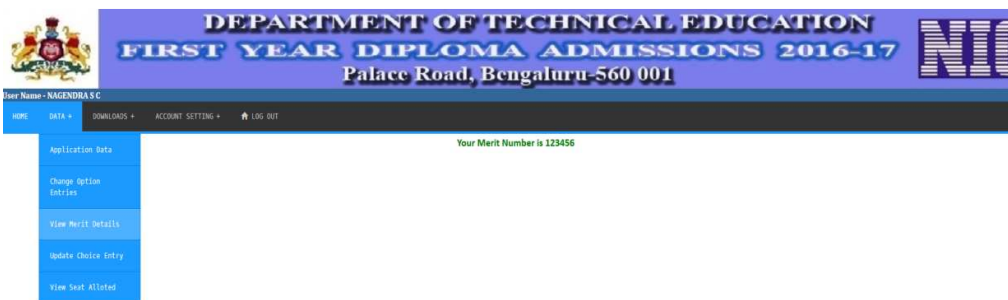 DEPARTMENT OF TECHNICAL EDUCATION
FIRST YEAR DIPLOMA ADMISSIONS 2016-17
Palace Road, Bengaluru-560 001
NIC
User Name - NAGENDRA S C
HOME DATA + DOWNLOADS + ACCOUNT SETTING + LOG OUT
Your Merit Number is 123456
Application Data
Change Option
Entries
View Merit Details
Update Choice Entry
View Seat Alloted